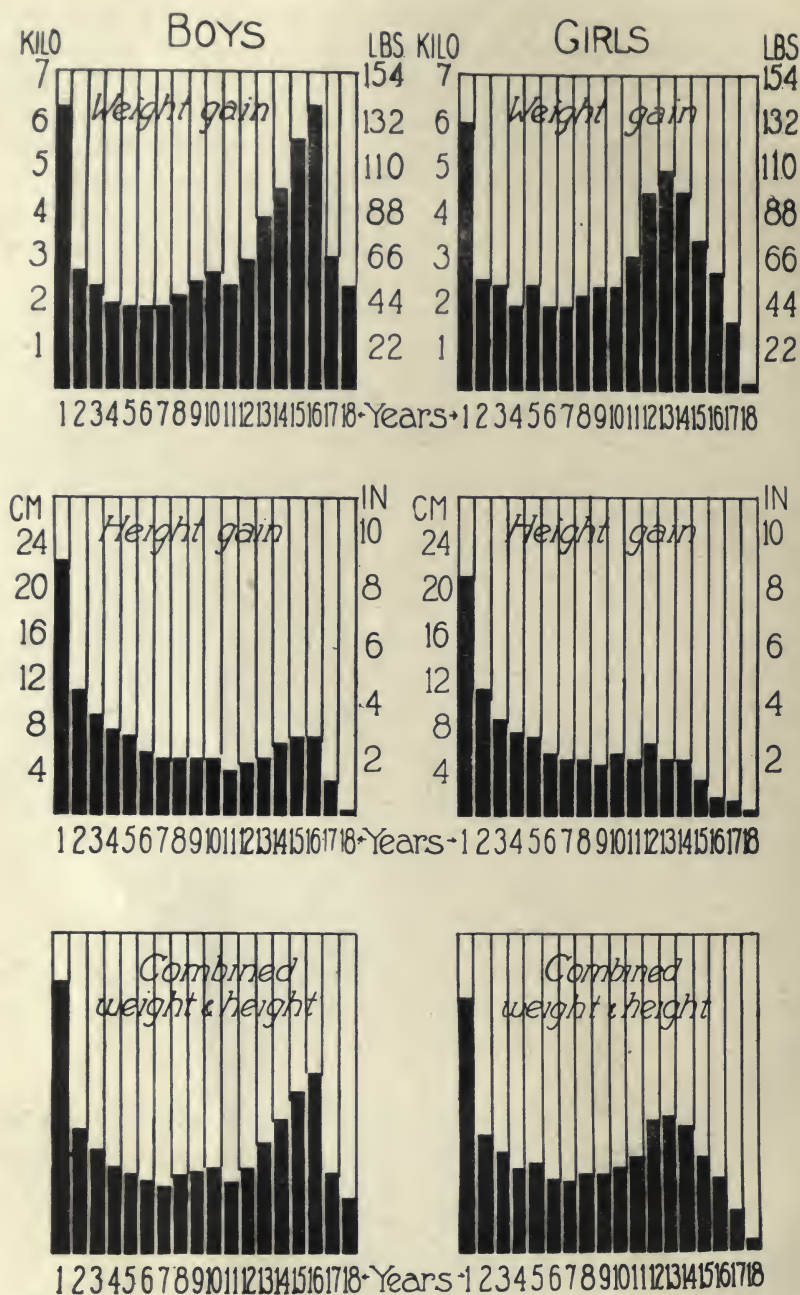 BOYS GIRLS
KILO LBS KILO LBS
7 154 7 154
Weight gain Weight gain
6 132 6 132
5 110 5 110
4 88 4 88
3 66 3 66
2 44 2 44
1 22 1 22
1 2 3 4 5 6 7 8 9 10 11 12 13 14 15 16 17 18 Years 1 2 3 4 5 6 7 8 9 10 11 12 13 14 15 16 17 18
CM IN CM IN
Height gain Height gain
24 10 24 10
20 8 20 8
16 6 16 6
12 4 12 4
8 8
4 2 4 2
1 2 3 4 5 6 7 8 9 10 11 12 13 14 15 16 17 18 Years 1 2 3 4 5 6 7 8 9 10 11 12 13 14 15 16 17 18
Combined Combined
weight & height weight & height
1 2 3 4 5 6 7 8 9 10 11 12 13 14 15 16 17 18 Years 1 2 3 4 5 6 7 8 9 10 11 12 13 14 15 16 17 18